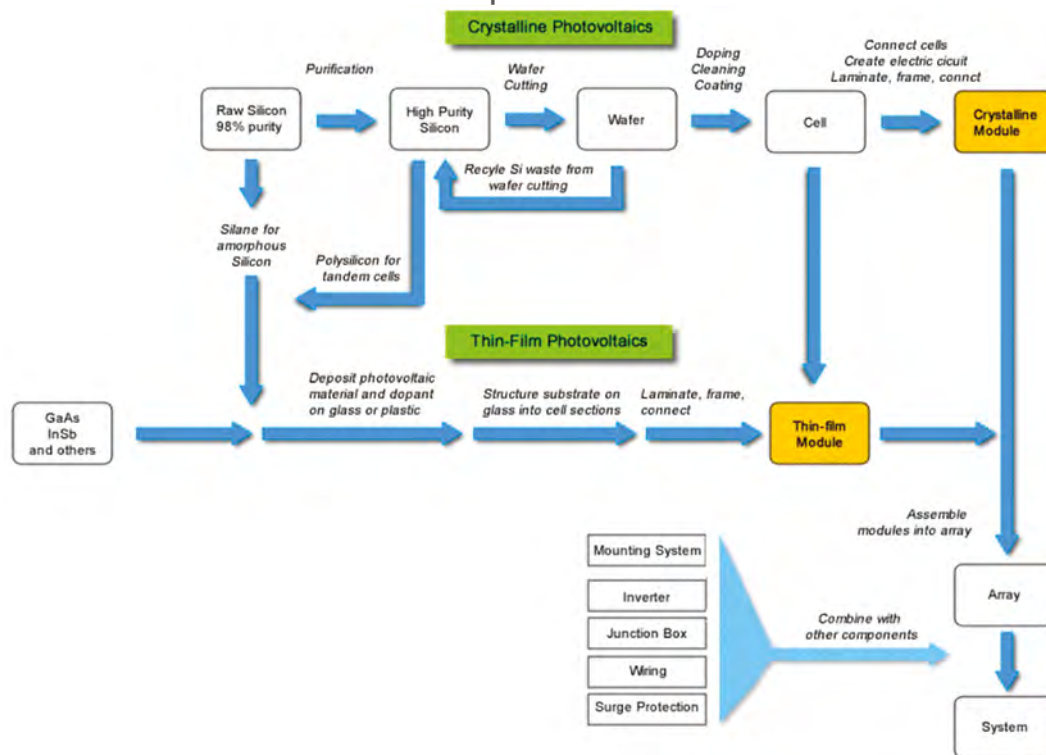 Crystalline Photovoltaics
Purification
Wafer
Cutting
Doping
Cleaning
Coating
Connect cells
Create electric cicuit
Laminate, frame, connct
Raw Silicon
98% purity
High Purity
Silicon
Wafer
Cell
Crystalline
Module
Recyle Si waste from
wafer cutting
Silane for
amorphous
Silicon
Polysilicon for
tandem cells
Thin-Film Photovoltaics
Deposit photovoltaic
material and dopant
on glass or plastic
Structure substrate on
glass into cell sections
Laminate, frame,
connect
GaAs
InSb
and others
Thin-film
Module
Assemble
modules into array
Mounting System
Inverter
Junction Box
Wiring
Surge Protection
Combine with
other components
Array
System